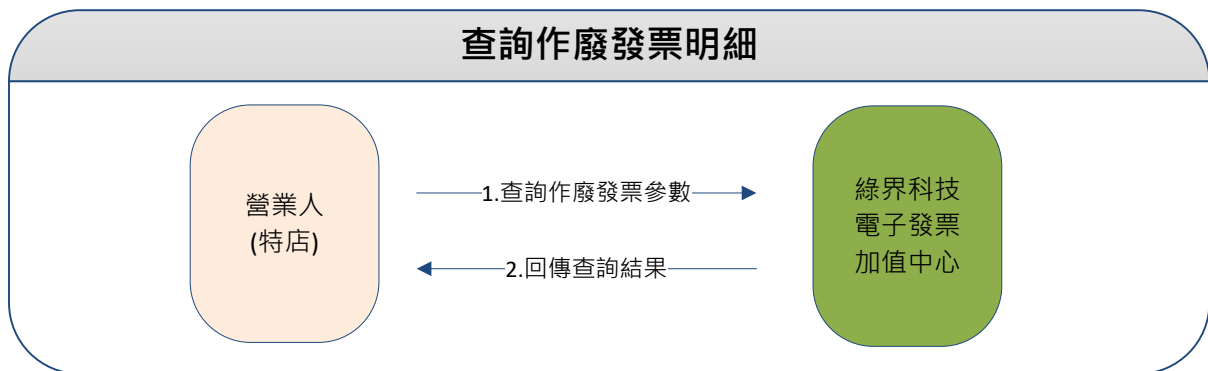 查詢作廢發票明細
營業人
(特店)
1.查詢作廢發票參數
2.回傳查詢結果
綠界科技
電子發票
加值中心